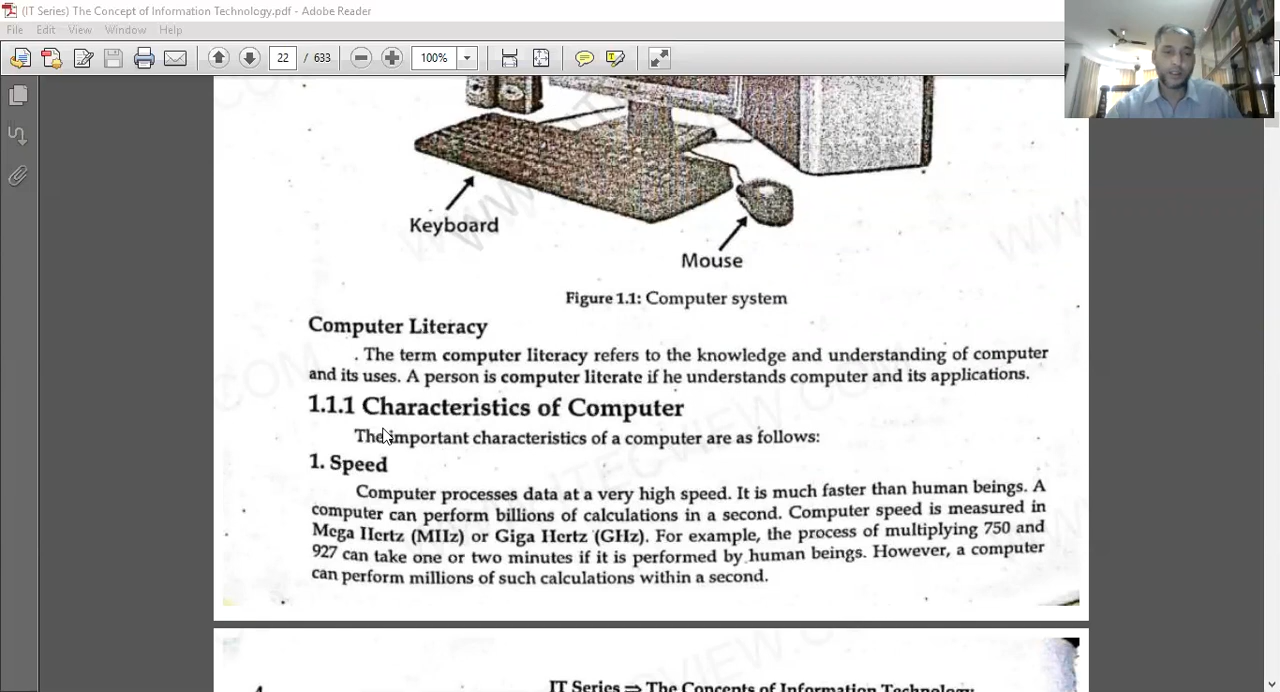 (IT Series) The Concept of Information Technology.pdf - Adobe Reader
File Edit View Window Help
22 / 633 100%
Keyboard
Mouse
Figure 1.1: Computer system
Computer Literacy
. The term computer literacy refers to the knowledge and understanding of computer
and its uses. A person is computer literate if he understands computer and its applications.
1.1.1 Characteristics of Computer
The important characteristics of a computer are as follows:
1. Speed
Computer processes data at a very high speed. It is much faster than human beings. A
computer can perform billions of calculations in a second. Computer speed is measured in
Mega Hertz (MHz) or Giga Hertz (GHz). For example, the process of multiplying 750 and
927 can take one or two minutes if it is performed by human beings. However, a computer
can perform millions of such calculations within a second.
4 IT Series ⇒ The Concepts of Information Technology